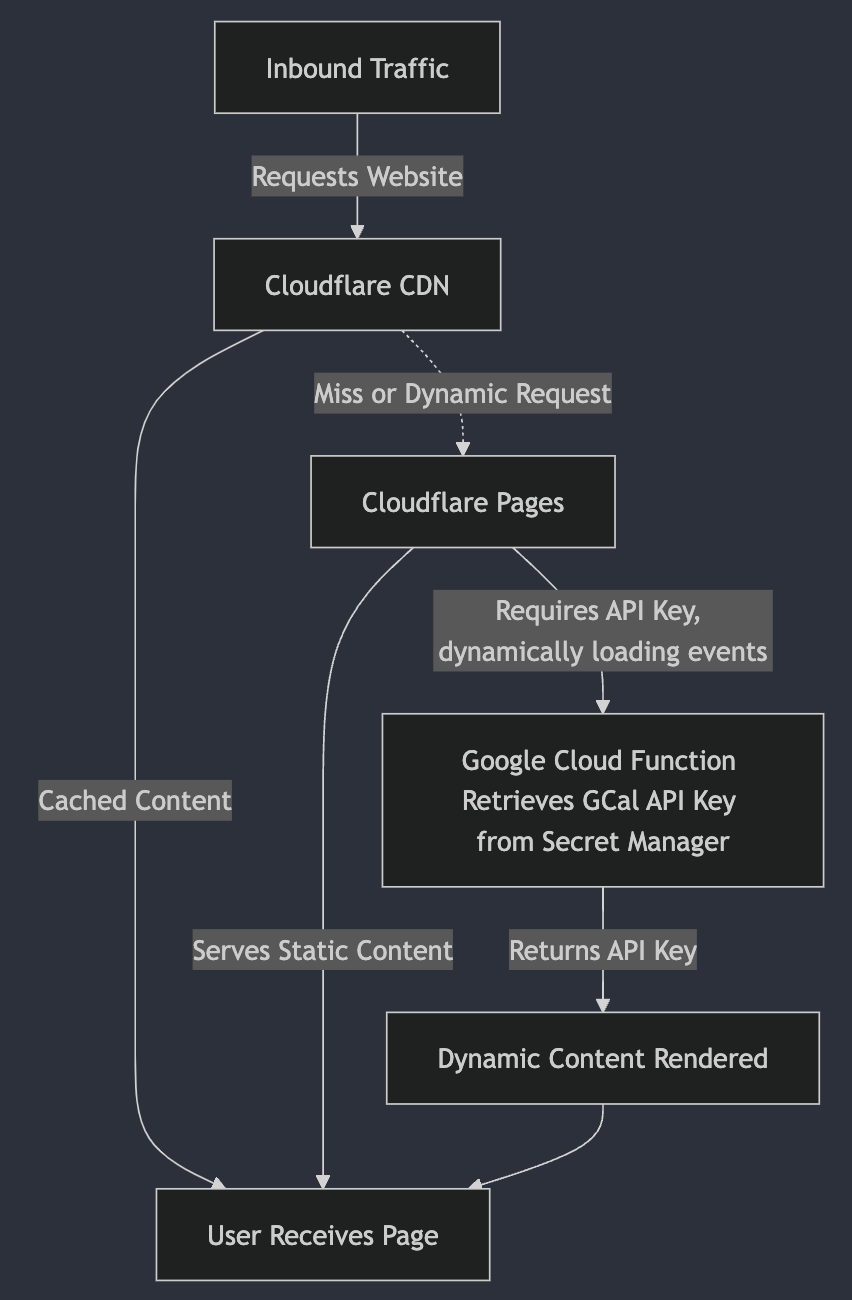 Inbound Traffic
Requests Website
Cloudflare CDN
Miss or Dynamic Request
Cloudflare Pages
Requires API Key,
dynamically loading events
Google Cloud Function
Retrieves GCal API Key
from Secret Manager
Cached Content
Serves Static Content
Returns API Key
Dynamic Content Rendered
User Receives Page